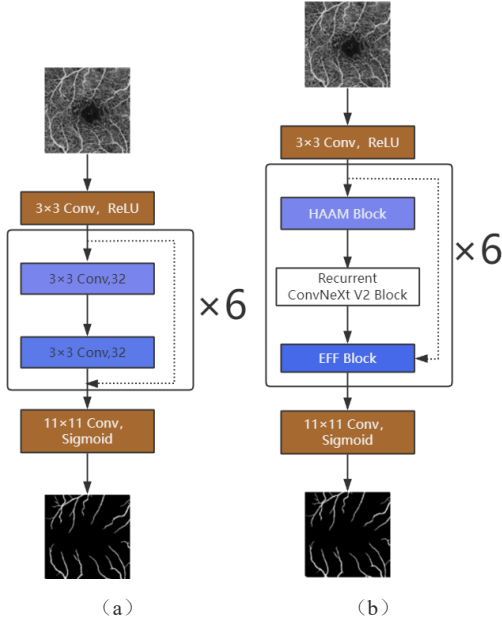 3×3 Conv, ReLU
3×3 Conv,32
3×3 Conv,32
×6
11×11 Conv,
Sigmoid
(a)
3×3 Conv, ReLU
HAAM Block
Recurrent
ConvNeXt V2 Block
EFF Block
×6
11×11 Conv,
Sigmoid
(b)